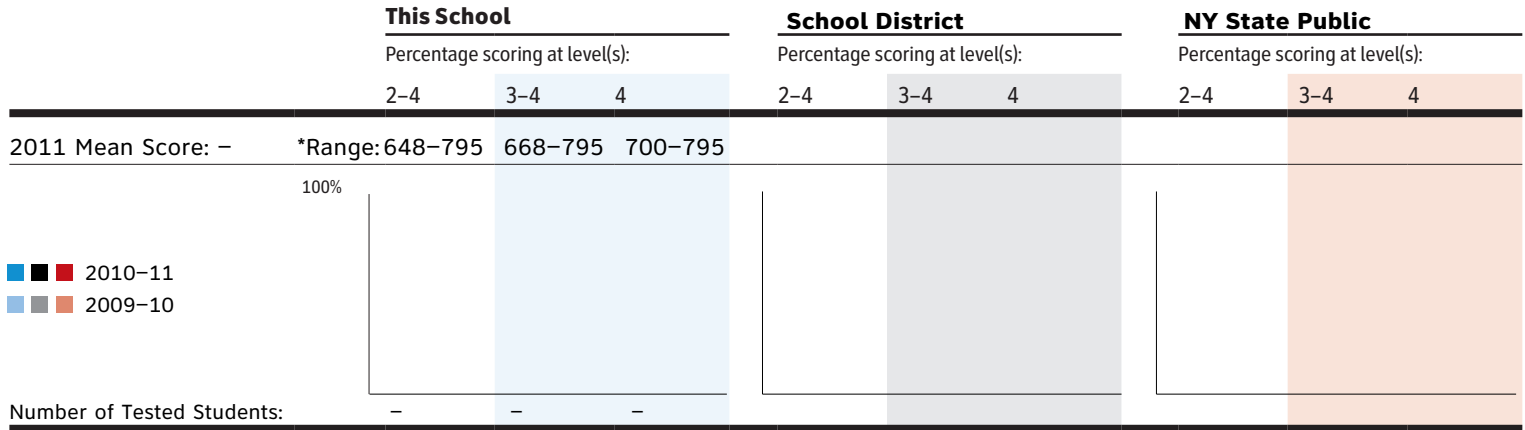 This School School District NY State Public
Percentage scoring at level(s): Percentage scoring at level(s): Percentage scoring at level(s):
2–4 3–4 4 2–4 3–4 4 2–4 3–4 4
2011 Mean Score: – *Range: 648–795 668–795 700–795
100%
2010–11
2009–10
Number of Tested Students: – – –